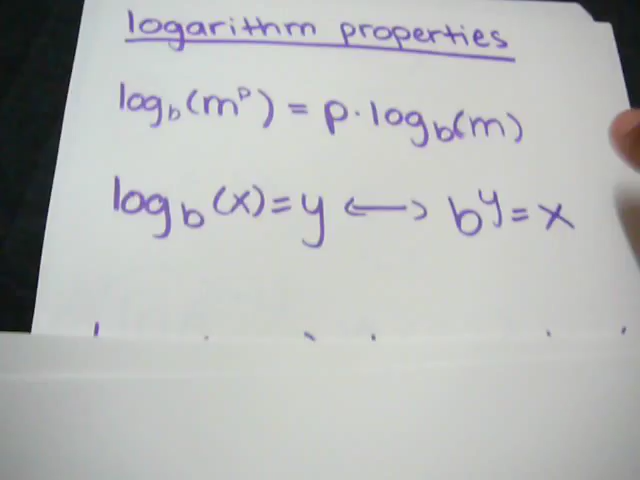 logarithm properties
log_b(m^p) = p · log_b(m)
log_b(x) = y ⟷ b^y = x